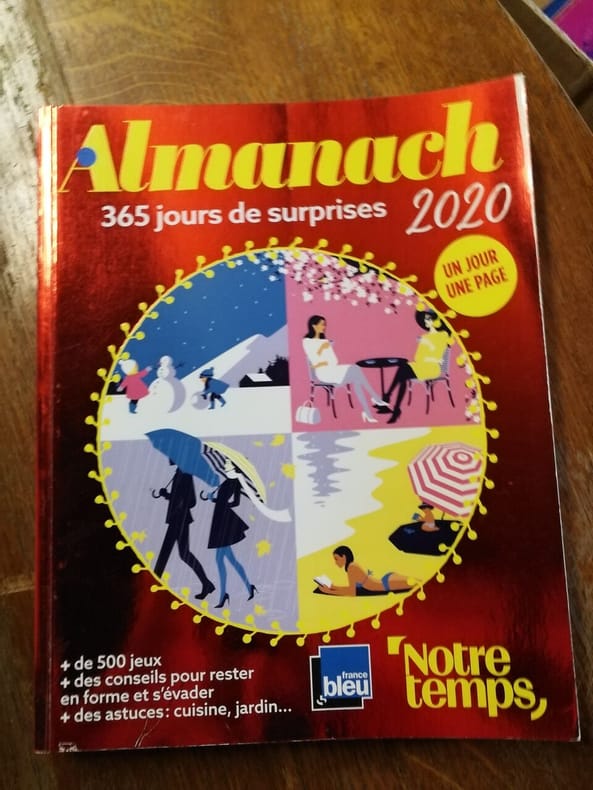 Almanach
365 jours de surprises 2020
UN JOUR
UNE PAGE
+ de 500 jeux
+ des conseils pour rester
en forme et s'évader
+ des astuces : cuisine, jardin...
france
bleu
Notre
temps,